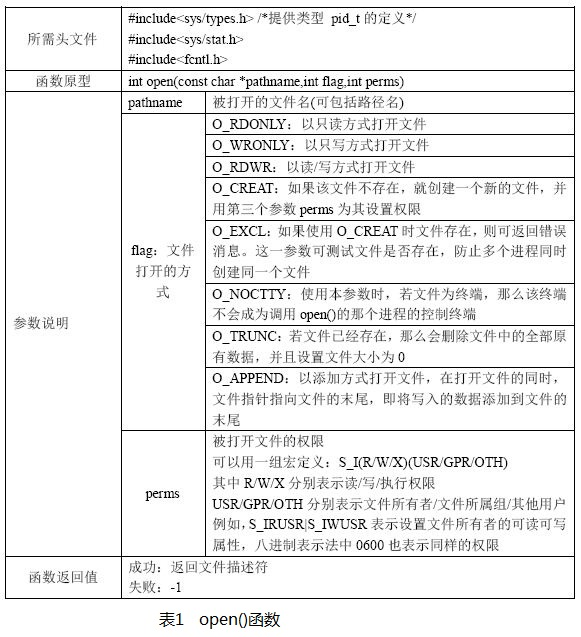 所需头文件
#include<sys/types.h> /*提供类型 pid_t 的定义*/
#include<sys/stat.h>
#include<fcntl.h>
函数原型
int open(const char *pathname,int flag,int perms)
参数说明
pathname
被打开的文件名(可包括路径名)
flag：文件
打开的方
式
O_RDONLY：以只读方式打开文件
O_WRONLY：以只写方式打开文件
O_RDWR：以读/写方式打开文件
O_CREAT：如果该文件不存在，就创建一个新的文件，并
用第三个参数 perms 为其设置权限
O_EXCL：如果使用 O_CREAT 时文件存在，则可返回错误
消息。这一参数可测试文件是否存在，防止多个进程同时
创建同一个文件
O_NOCTTY：使用本参数时，若文件为终端，那么该终端
不会成为调用 open()的那个进程的控制终端
O_TRUNC：若文件已经存在，那么会删除文件中的全部原
有数据，并且设置文件大小为 0
O_APPEND：以添加方式打开文件，在打开文件的同时，
文件指针指向文件的末尾，即将写入的数据添加到文件的
末尾
perms
被打开文件的权限
可以用一组宏定义：S_I(R/W/X)(USR/GPR/OTH)
其中 R/W/X 分别表示读/写/执行权限
USR/GPR/OTH 分别表示文件所有者/文件所属组/其他用户
例如，S_IRUSR|S_IWUSR 表示设置文件所有者的可读可写
属性，八进制表示法中 0600 也表示同样的权限
函数返回值
成功：返回文件描述符
失败：-1
表1 open()函数